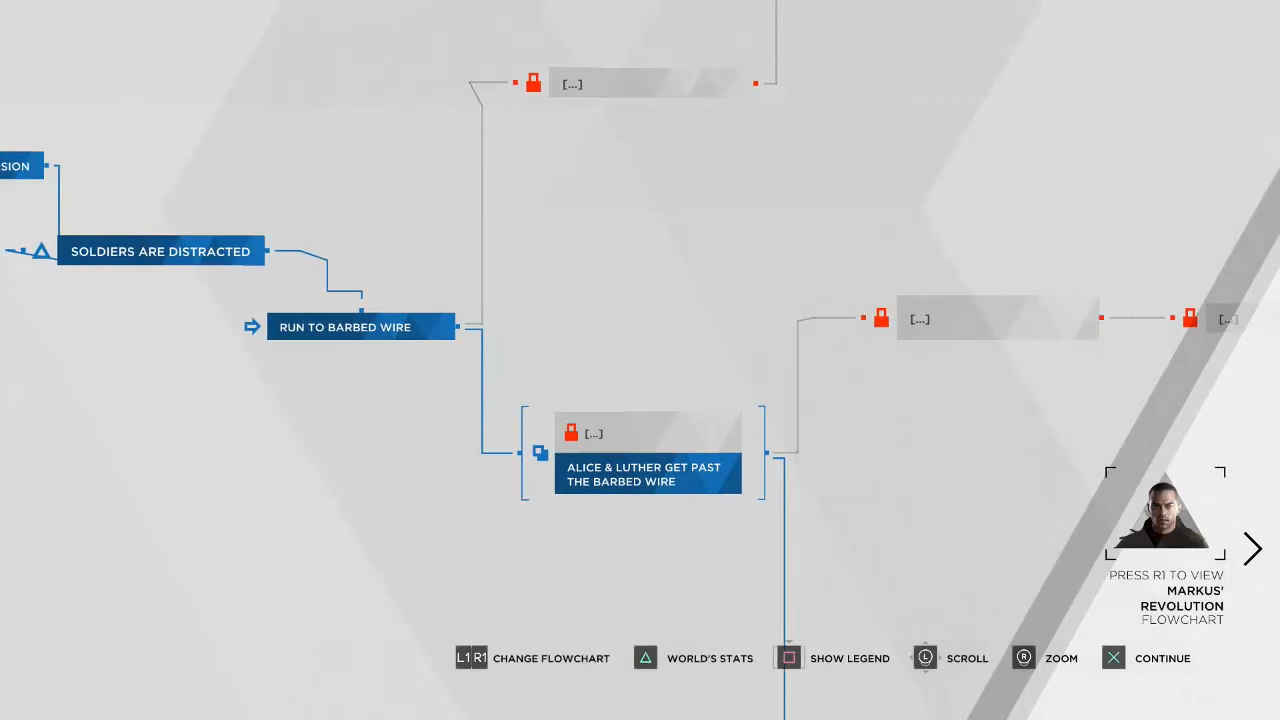 [...]
SION
SOLDIERS ARE DISTRACTED
RUN TO BARBED WIRE
[...]
[...]
[...]
ALICE & LUTHER GET PAST
THE BARBED WIRE
PRESS R1 TO VIEW
MARKUS'
REVOLUTION
FLOWCHART
L1 R1 CHANGE FLOWCHART
WORLD'S STATS
SHOW LEGEND
L SCROLL
R ZOOM
CONTINUE